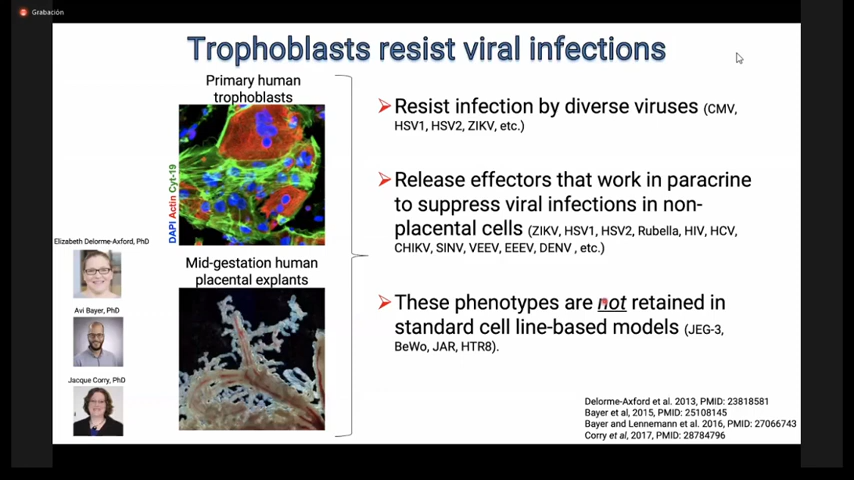 Grabación
Trophoblasts resist viral infections
Primary human
trophoblasts
DAPI Actin Cyt-19
Elizabeth Delorme-Axford, PhD
Avi Bayer, PhD
Jacque Corry, PhD
Mid-gestation human
placental explants
Resist infection by diverse viruses (CMV,
HSV1, HSV2, ZIKV, etc.)
Release effectors that work in paracrine
to suppress viral infections in non-
placental cells (ZIKV, HSV1, HSV2, Rubella, HIV, HCV,
CHIKV, SINV, VEEV, EEEV, DENV , etc.)
These phenotypes are not retained in
standard cell line-based models (JEG-3,
BeWo, JAR, HTR8).
Delorme-Axford et al. 2013, PMID: 23818581
Bayer et al, 2015, PMID: 25108145
Bayer and Lennemann et al. 2016, PMID: 27066743
Corry et al, 2017, PMID: 28784796